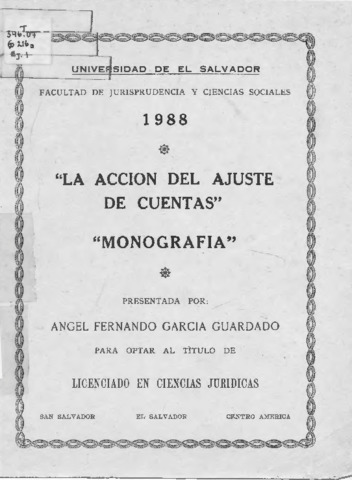 T
UNIVERSIDAD DE EL SALVADOR
FACULTAD DE JURISPRUDENCIA Y CIENCIAS SOCIALES
1988
"LA ACCION DEL AJUSTE
DE CUENTAS"
"MONOGRAFIA"
PRESENTADA POR:
ANGEL FERNANDO GARCIA GUARDADO
PARA OPTAR AL TÍTULO DE
LICENCIADO EN CIENCIAS JURIDICAS
SAN SALVADOR EL SALVADOR CENTRO AMERICA